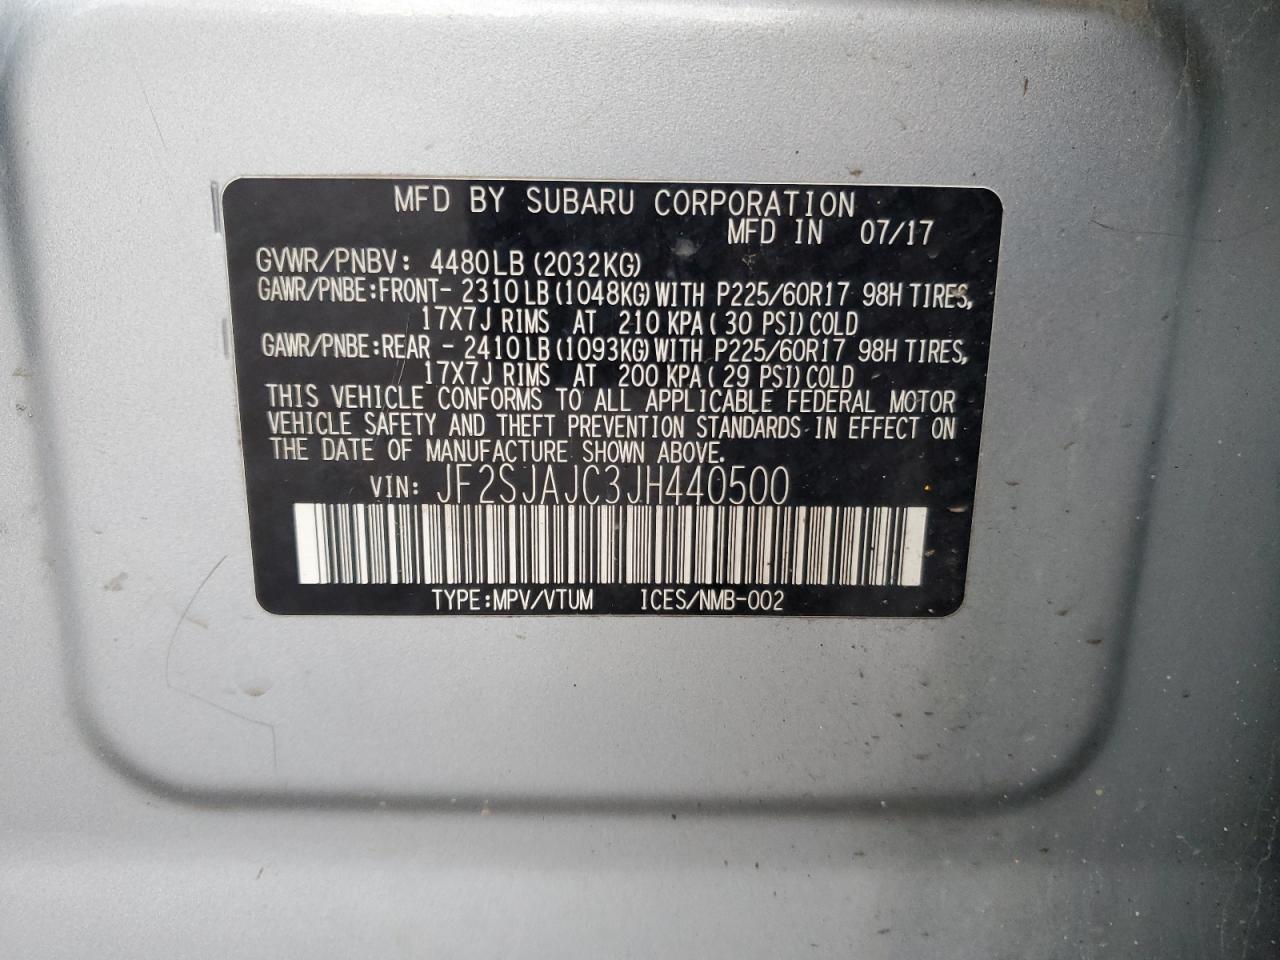 MFD BY SUBARU CORPORATION
MFD IN 07/17
GVWR/PNBV: 4480LB (2032KG)
GAWR/PNBE:FRONT- 2310LB(1048KG)WITH P225/60R17 98H TIRES,
17X7J RIMS AT 210 KPA( 30 PSI)COLD
GAWR/PNBE:REAR - 2410LB(1093KG)WITH P225/60R17 98H TIRES,
17X7J RIMS AT 200 KPA( 29 PSI)COLD
THIS VEHICLE CONFORMS TO ALL APPLICABLE FEDERAL MOTOR
VEHICLE SAFETY AND THEFT PREVENTION STANDARDS IN EFFECT ON
THE DATE OF MANUFACTURE SHOWN ABOVE.
VIN: JF2SJAJC3JH440500
TYPE:MPV/VTUM ICES/NMB-002